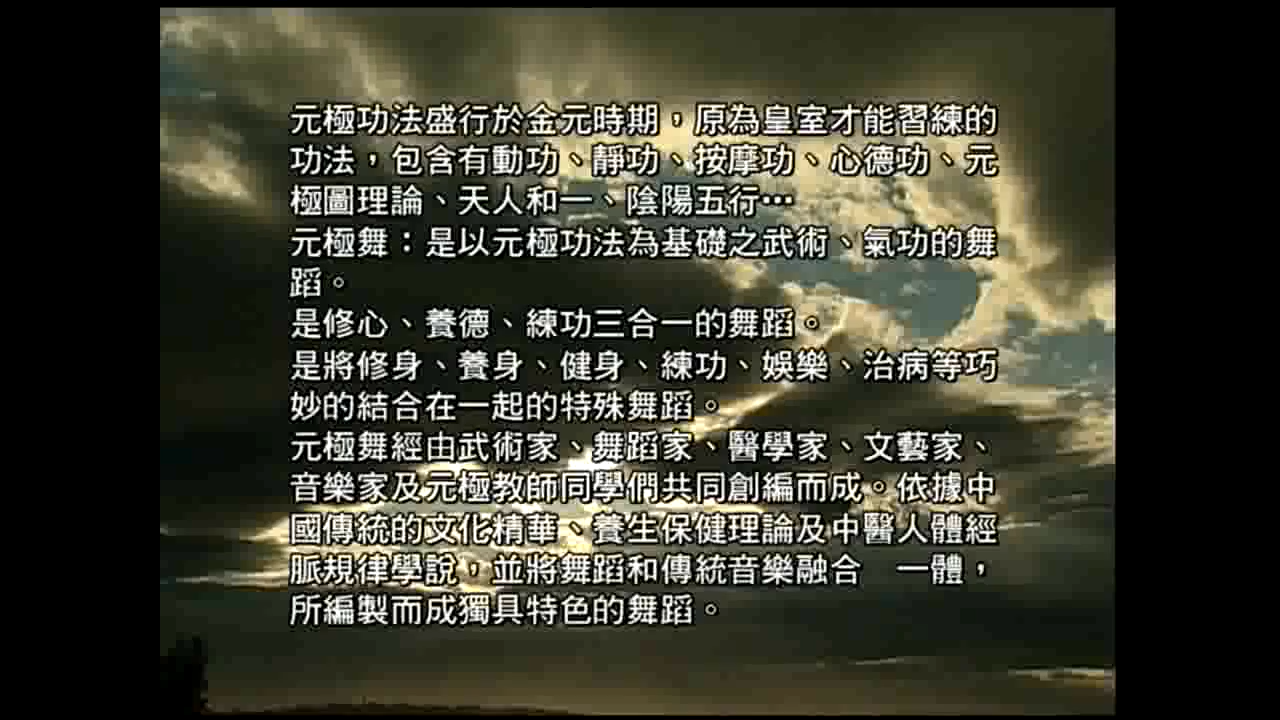 元極功法盛行於金元時期，原為皇室才能習練的
功法，包含有動功、靜功、按摩功、心德功、元
極圖理論、天人和一、陰陽五行…
元極舞：是以元極功法為基礎之武術、氣功的舞
蹈。
是修心、養德、練功三合一的舞蹈。
是將修身、養身、健身、練功、娛樂、治病等巧
妙的結合在一起的特殊舞蹈。
元極舞經由武術家、舞蹈家、醫學家、文藝家、
音樂家及元極教師同學們共同創編而成。依據中
國傳統的文化精華、養生保健理論及中醫人體經
脈規律學說，並將舞蹈和傳統音樂融合　一體，
所編製而成獨具特色的舞蹈。